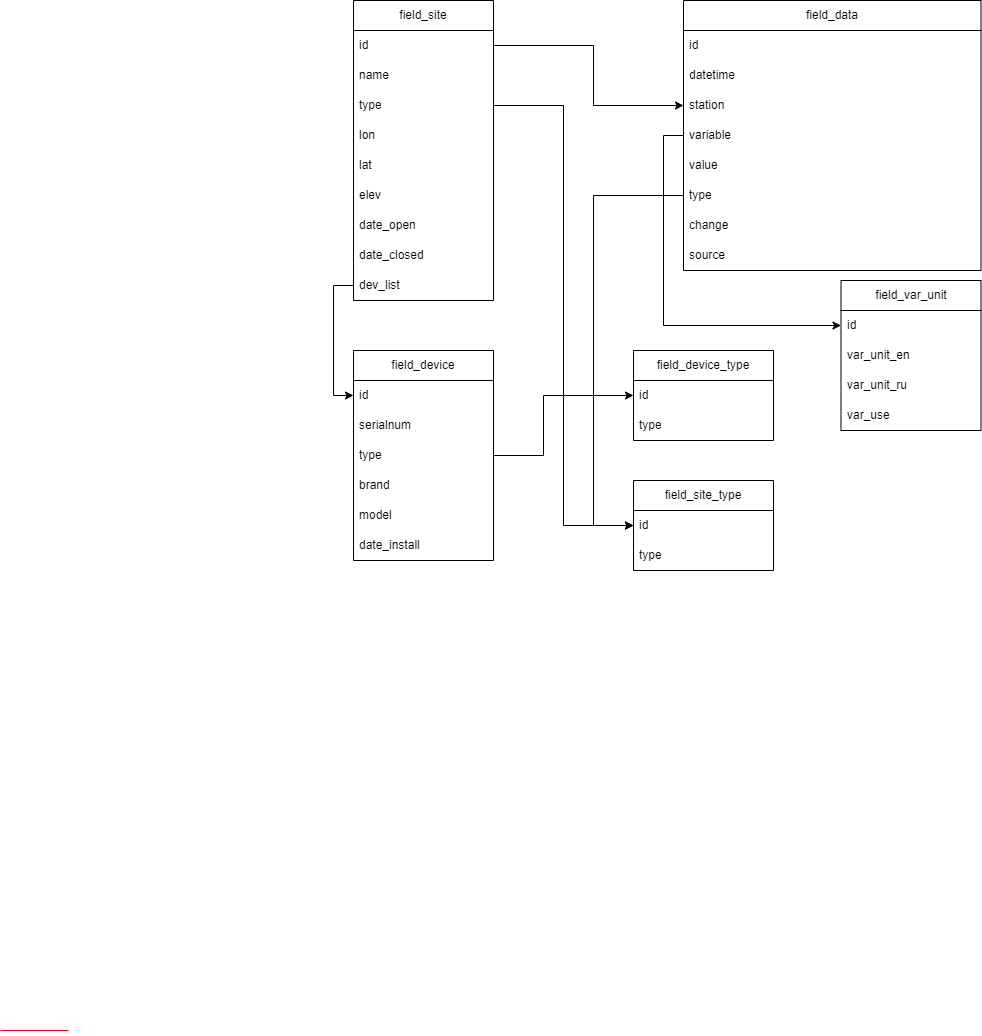 field_site
id
name
type
lon
lat
elev
date_open
date_closed
dev_list
field_data
id
datetime
station
variable
value
type
change
source
field_var_unit
id
var_unit_en
var_unit_ru
var_use
field_device
id
serialnum
type
brand
model
date_install
field_device_type
id
type
field_site_type
id
type